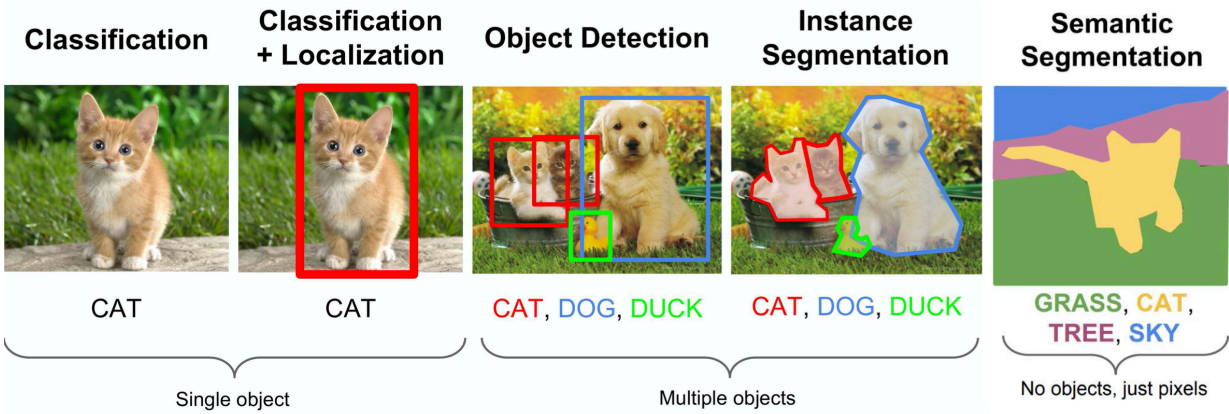 Classification
Classification
+ Localization
Object Detection
Instance
Segmentation
Semantic
Segmentation
CAT
CAT
CAT, DOG, DUCK
CAT, DOG, DUCK
GRASS, CAT,
TREE, SKY
Single object
Multiple objects
No objects, just pixels